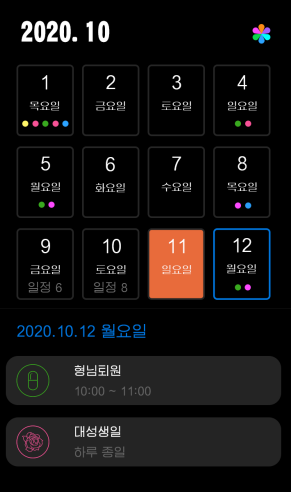 2020.10
1 2 3 4
목요일 금요일 토요일 일요일
5 6 7 8
월요일 화요일 수요일 목요일
9 10 11 12
금요일 토요일 일요일 월요일
일정 6 일정 8
2020.10.12 월요일
형님퇴원
10:00 ~ 11:00
대성생일
하루 종일